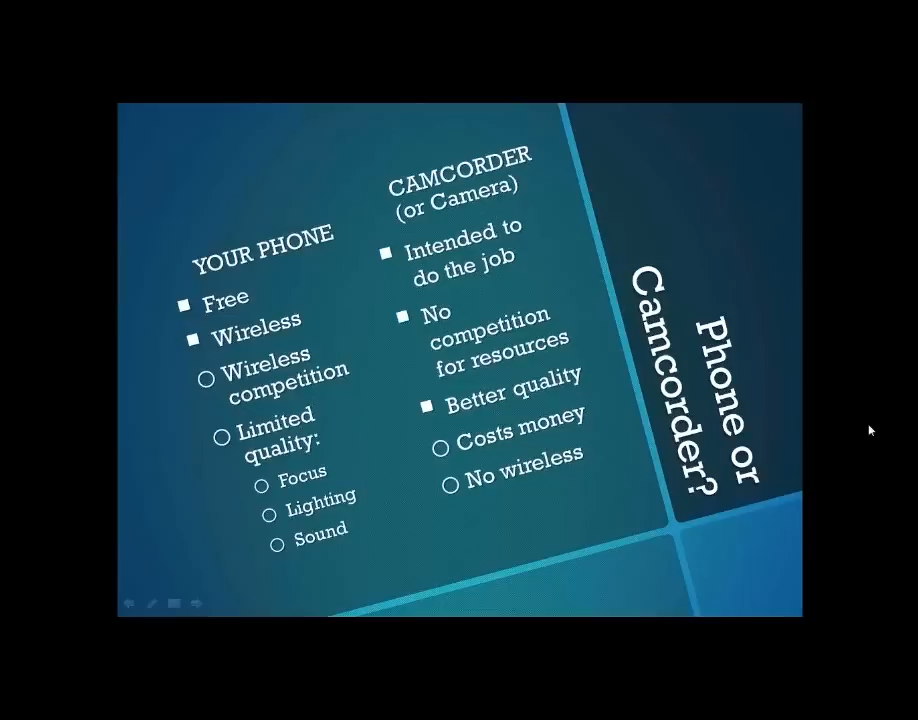 Phone or
Camcorder?
YOUR PHONE
Free
Wireless
Wireless
competition
Limited
quality:
Focus
Lighting
Sound
CAMCORDER
(or Camera)
Intended to
do the job
No
competition
for resources
Better quality
Costs money
No wireless